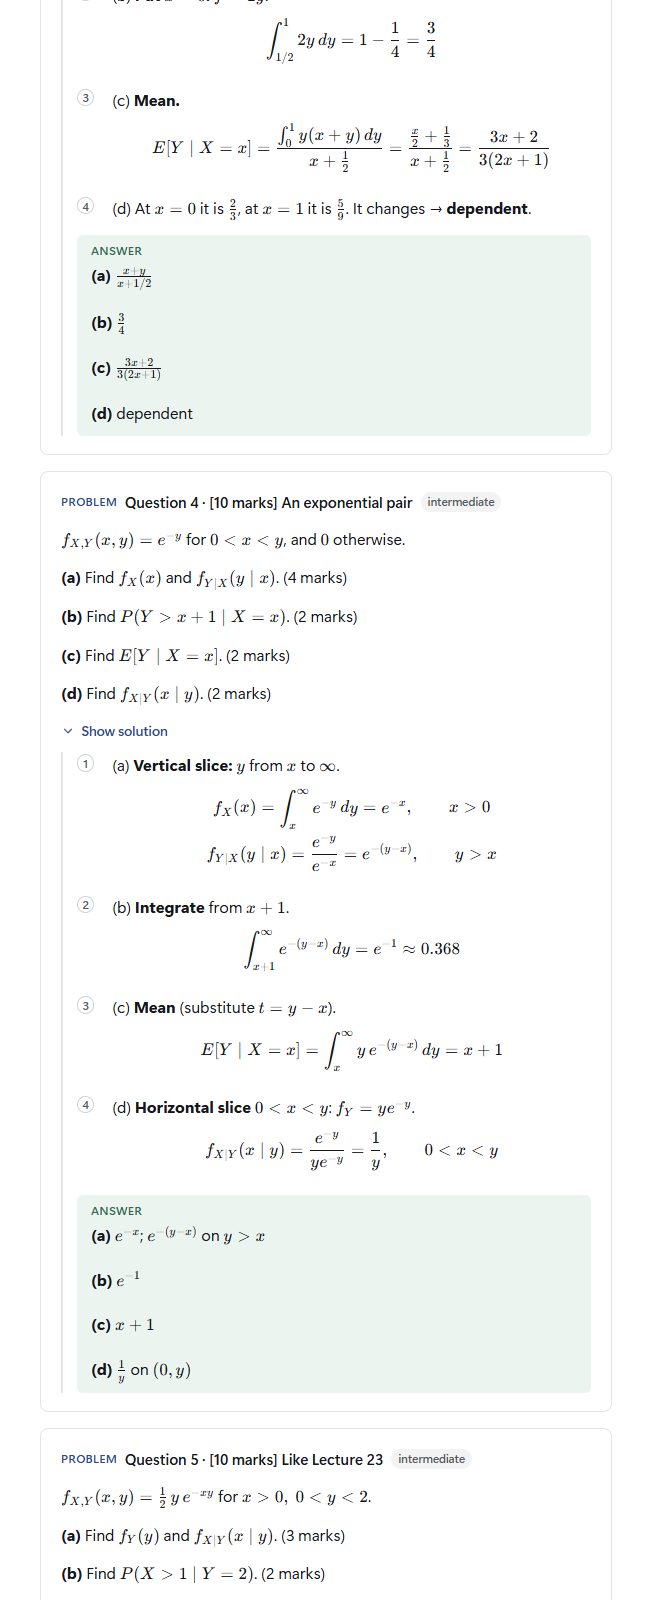 ∫_{1/2}^{1} 2y dy = 1 − 1/4 = 3/4
3 (c) Mean.
E[Y | X = x] = ∫_0^1 y(x + y) dy / (x + 1/2) = (x/2 + 1/3) / (x + 1/2) = (3x + 2) / (3(2x + 1))
4 (d) At x = 0 it is 2/3, at x = 1 it is 5/9. It changes → dependent.
ANSWER
(a) (x+y)/(x+1/2)
(b) 3/4
(c) (3x+2)/(3(2x+1))
(d) dependent
PROBLEM Question 4 · [10 marks] An exponential pair intermediate
f_{X,Y}(x, y) = e^{−y} for 0 < x < y, and 0 otherwise.
(a) Find f_X(x) and f_{Y|X}(y | x). (4 marks)
(b) Find P(Y > x + 1 | X = x). (2 marks)
(c) Find E[Y | X = x]. (2 marks)
(d) Find f_{X|Y}(x | y). (2 marks)
Show solution
1 (a) Vertical slice: y from x to ∞.
f_X(x) = ∫_x^∞ e^{−y} dy = e^{−x}, x > 0
f_{Y|X}(y | x) = e^{−y} / e^{−x} = e^{−(y−x)}, y > x
2 (b) Integrate from x + 1.
∫_{x+1}^∞ e^{−(y−x)} dy = e^{−1} ≈ 0.368
3 (c) Mean (substitute t = y − x).
E[Y | X = x] = ∫_x^∞ y e^{−(y−x)} dy = x + 1
4 (d) Horizontal slice 0 < x < y: f_Y = ye^{−y}.
f_{X|Y}(x | y) = e^{−y} / ye^{−y} = 1/y, 0 < x < y
ANSWER
(a) e^{−x}; e^{−(y−x)} on y > x
(b) e^{−1}
(c) x + 1
(d) 1/y on (0, y)
PROBLEM Question 5 · [10 marks] Like Lecture 23 intermediate
f_{X,Y}(x, y) = 1/2 y e^{−xy} for x > 0, 0 < y < 2.
(a) Find f_Y(y) and f_{X|Y}(x | y). (3 marks)
(b) Find P(X > 1 | Y = 2). (2 marks)